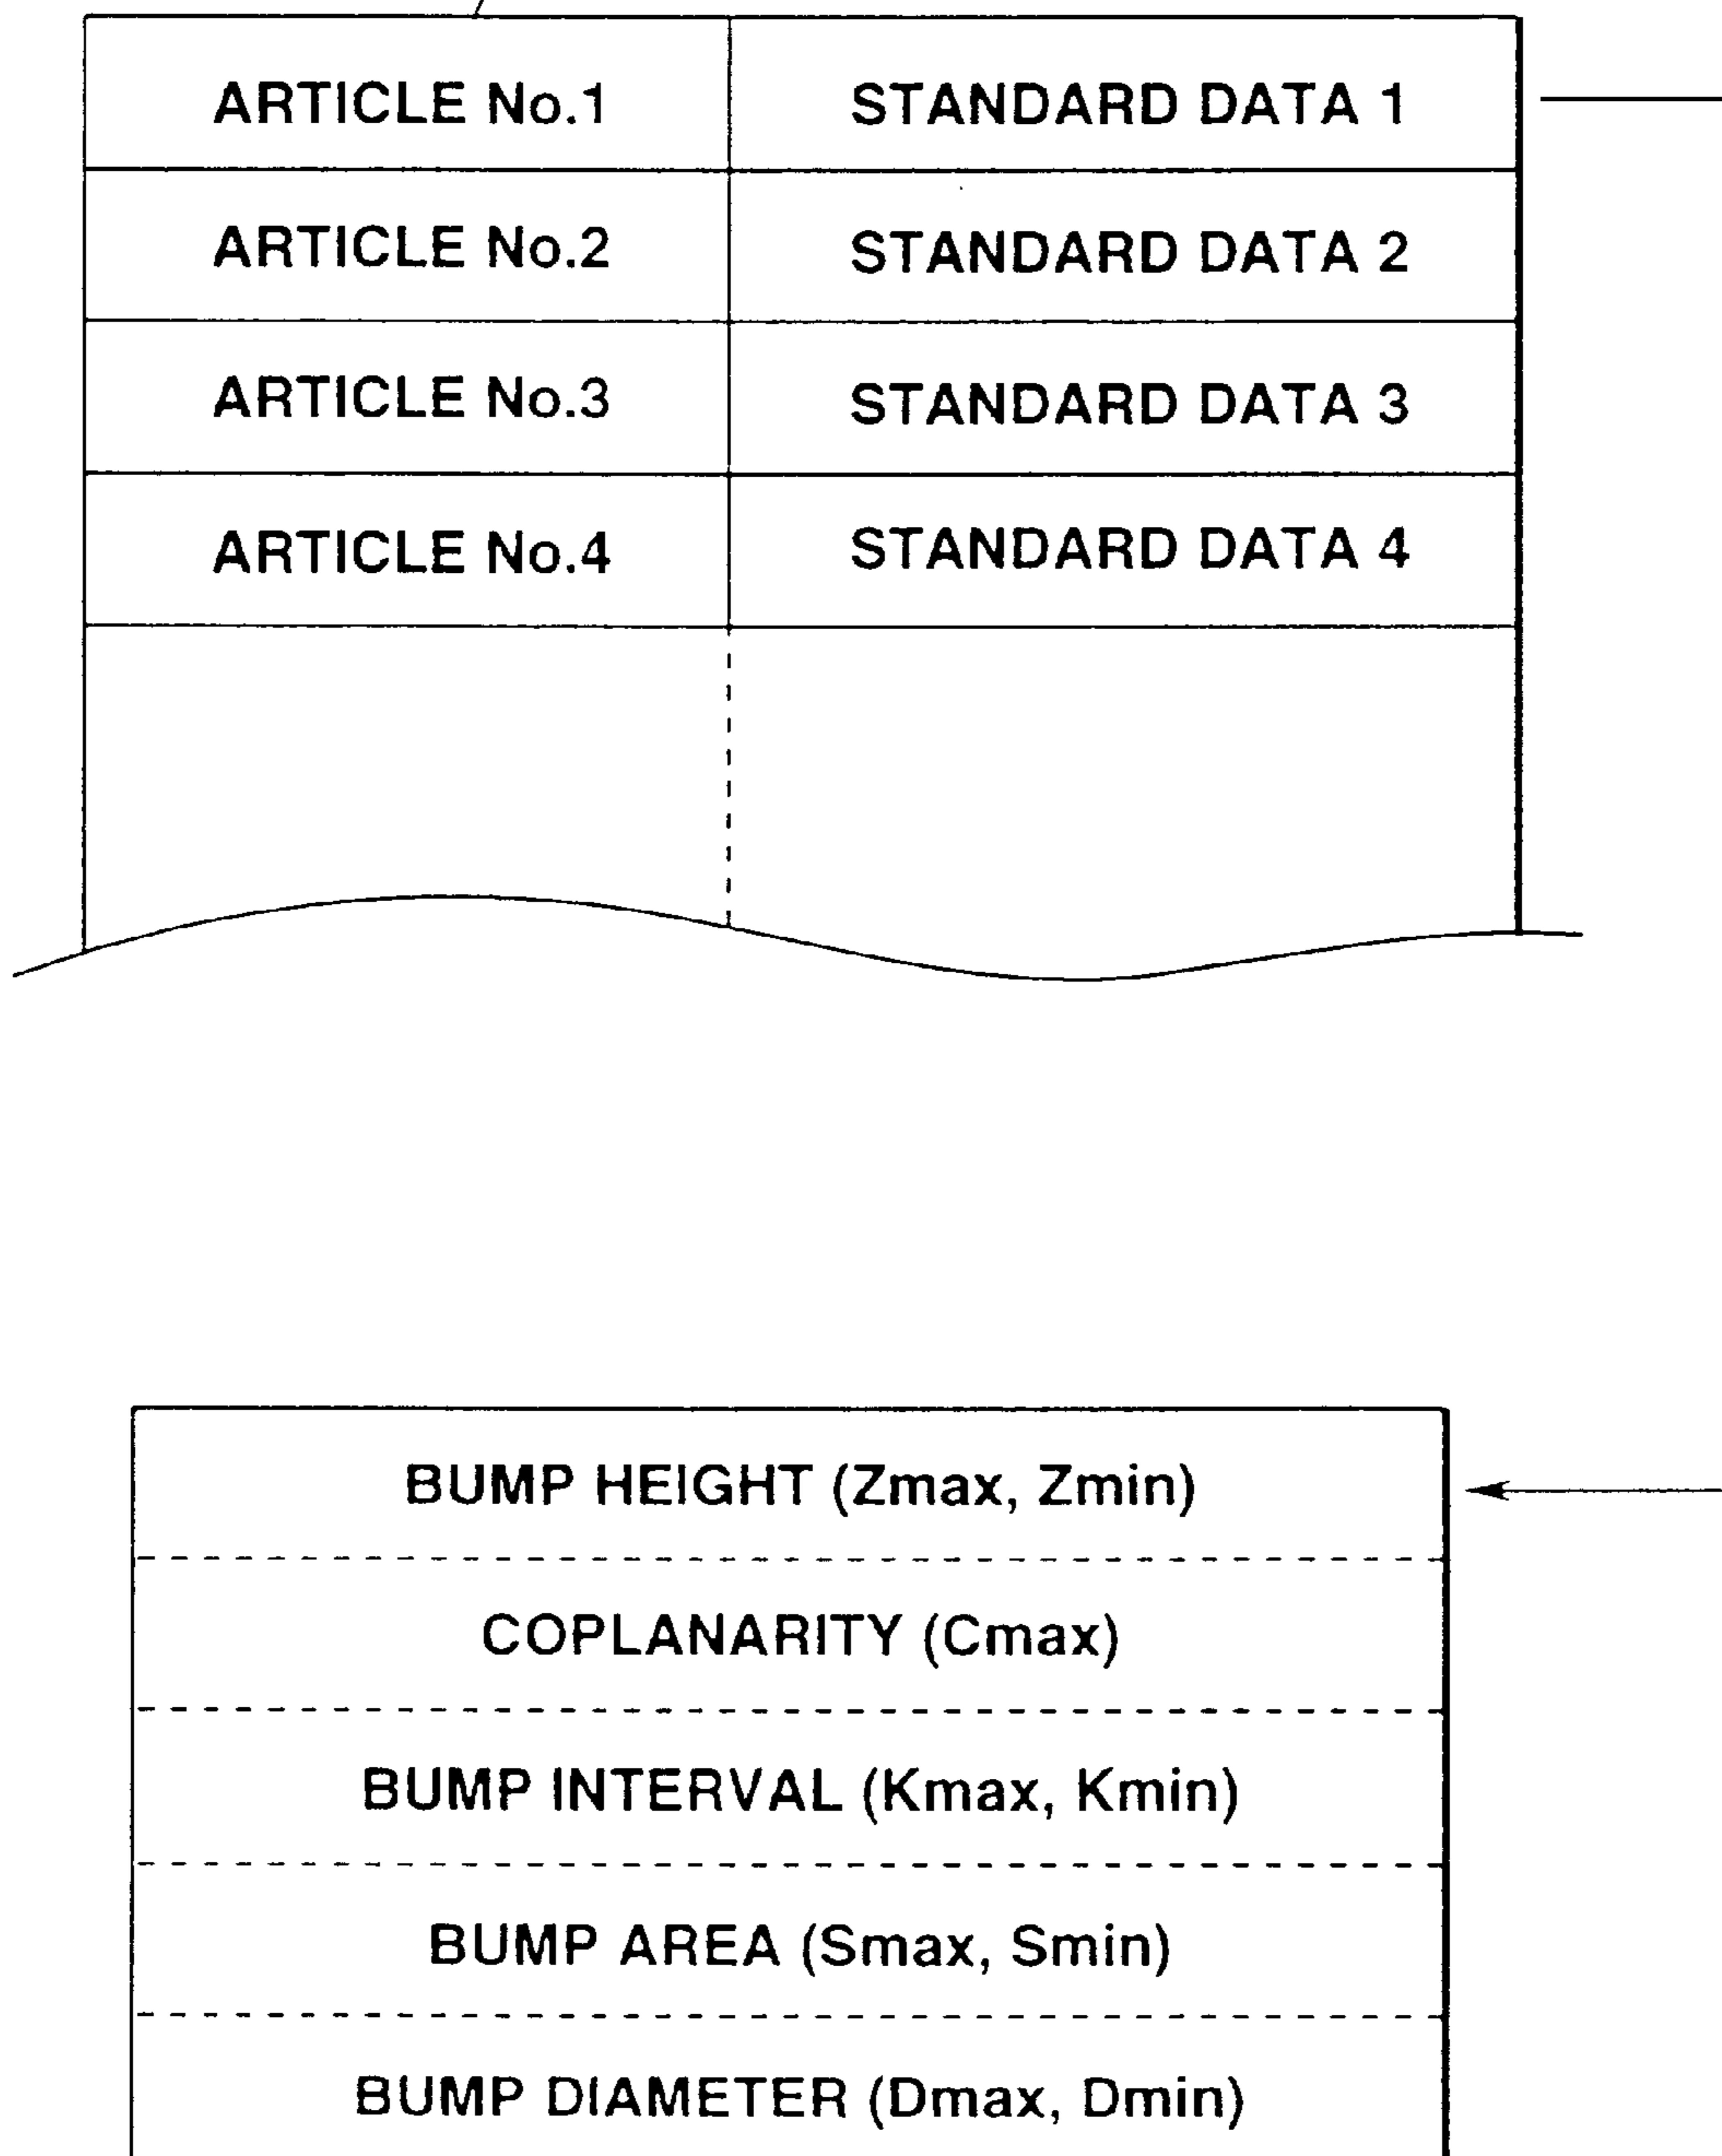 ARTICLE No.1 STANDARD DATA 1
ARTICLE No.2 STANDARD DATA 2
ARTICLE No.3 STANDARD DATA 3
ARTICLE No.4 STANDARD DATA 4
BUMP HEIGHT (Zmax, Zmin)
COPLANARITY (Cmax)
BUMP INTERVAL (Kmax, Kmin)
BUMP AREA (Smax, Smin)
BUMP DIAMETER (Dmax, Dmin)